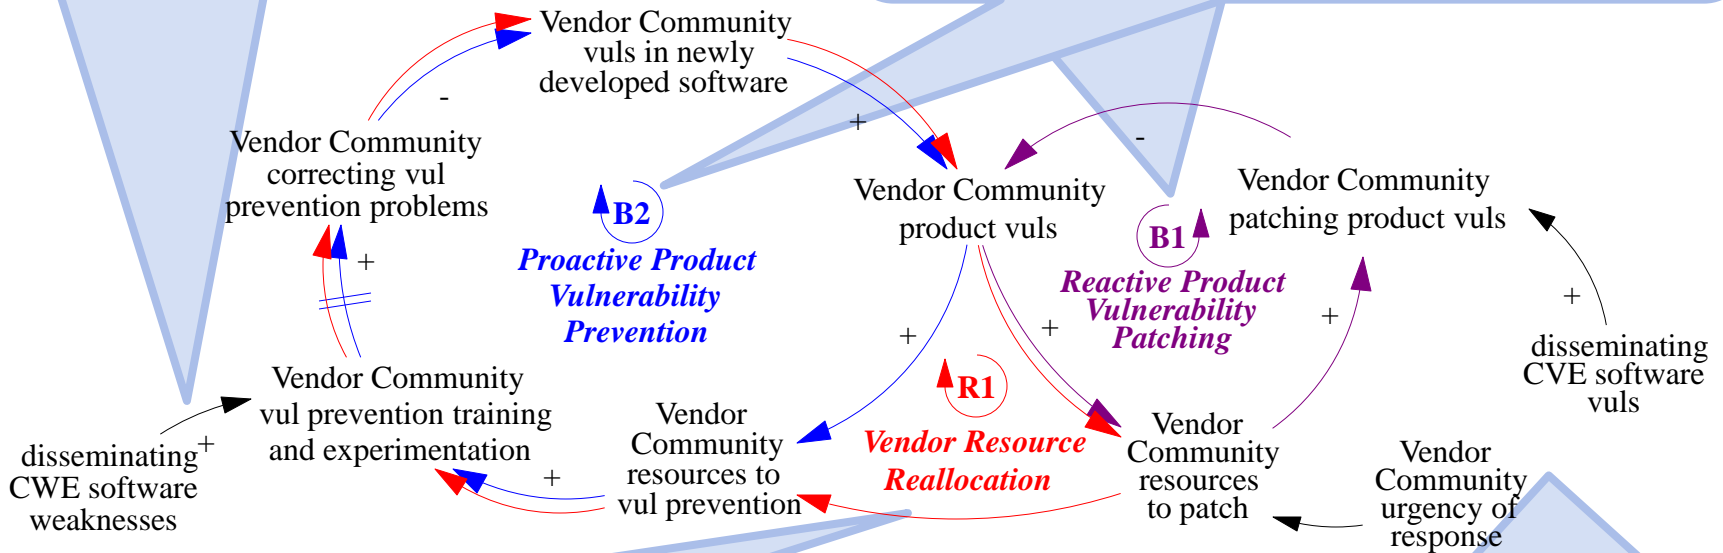 Vendor Community
vuls in newly
developed software
-
+
-
Vendor Community
correcting vul
prevention problems
Vendor Community
product vuls
Vendor Community
patching product vuls
B2
Proactive Product
Vulnerability
Prevention
B1
Reactive Product
Vulnerability
Patching
+
+
+
+
+
disseminating
CVE software
vuls
R1
Vendor Resource
Reallocation
Vendor Community
vul prevention training
and experimentation
Vendor
Community
resources to
vul prevention
Vendor
Community
resources
to patch
Vendor
Community
urgency of
response
+
disseminating
CWE software
weaknesses
+